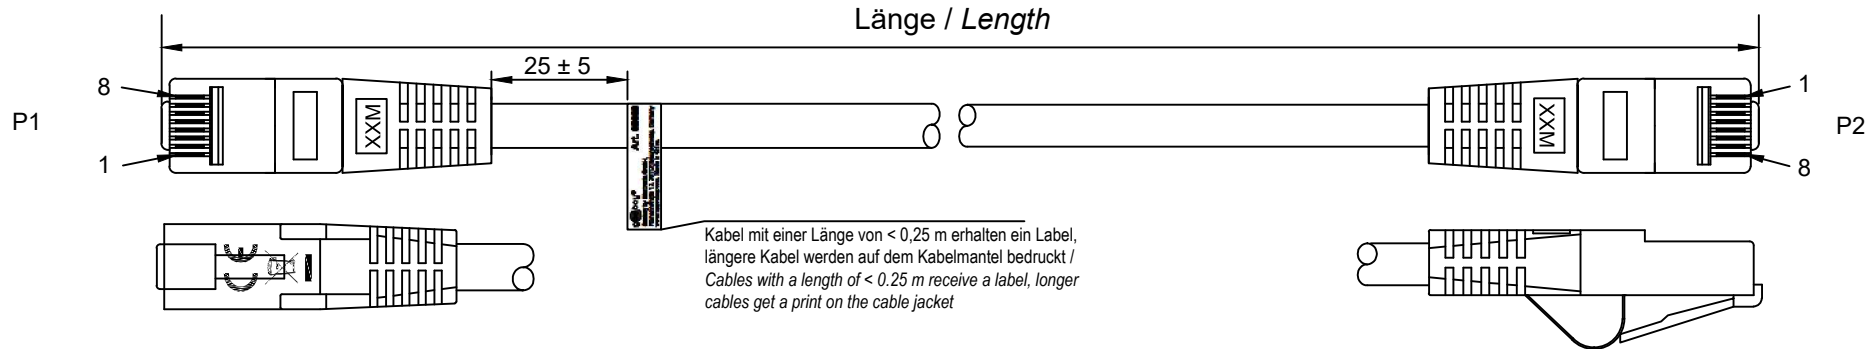 Länge / Length
25 ± 5
8
1
P1
XXM
XXM
1
8
P2
Art.
Kabel mit einer Länge von < 0,25 m erhalten ein Label,
längere Kabel werden auf dem Kabelmantel bedruckt /
Cables with a length of < 0.25 m receive a label, longer
cables get a print on the cable jacket